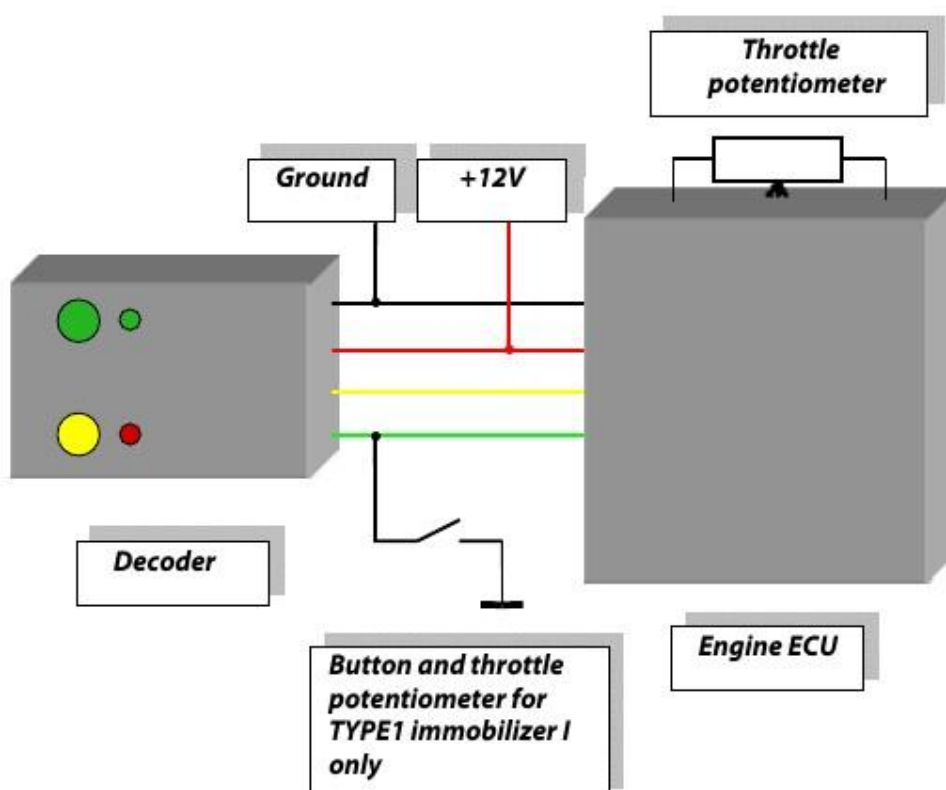 Throttle
potentiometer
Ground
+12V
Decoder
Engine ECU
Button and throttle
potentiometer for
TYPE1 immobilizer I
only